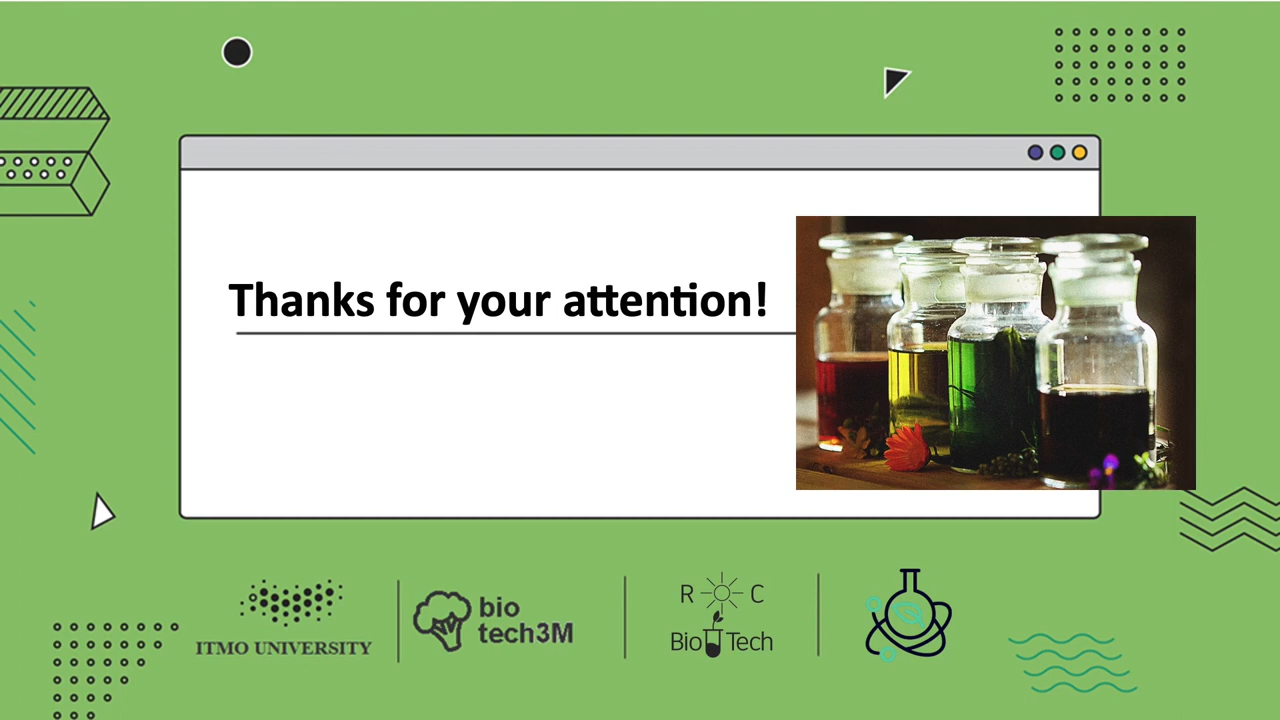 Thanks for your attention!
ITMO UNIVERSITY
bio
tech3M
R C
Bio Tech